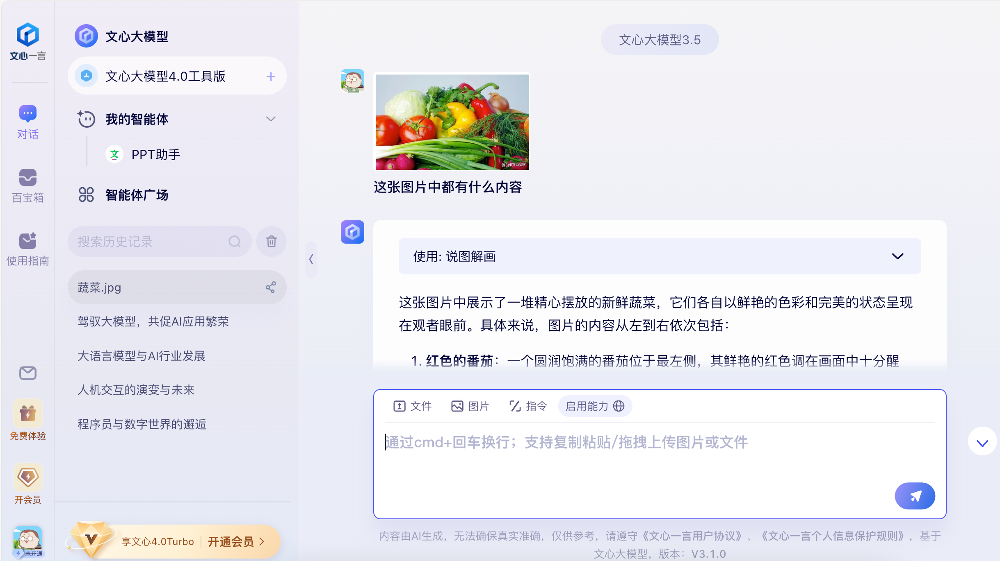 文心一言
对话
百宝箱
使用指南
免费体验
开会员
未开通
文心大模型
文心大模型4.0工具版
我的智能体
文
PPT助手
智能体广场
搜索历史记录
蔬菜.jpg
驾驭大模型，共促AI应用繁荣
大语言模型与AI行业发展
人机交互的演变与未来
程序员与数字世界的邂逅
V
享文心4.0Turbo
开通会员
文心大模型3.5
@时代观察
这张图片中都有什么内容
使用: 说图解画
这张图片中展示了一堆精心摆放的新鲜蔬菜，它们各自以鲜艳的色彩和完美的状态呈现
在观者眼前。具体来说，图片的内容从左到右依次包括：
1. 红色的番茄：一个圆润饱满的番茄位于最左侧，其鲜艳的红色调在画面中十分醒
文件 图片 指令 启用能力
通过cmd+回车换行；支持复制粘贴/拖拽上传图片或文件
内容由AI生成，无法确保真实准确，仅供参考，请遵守《文心一言用户协议》、《文心一言个人信息保护规则》，基于
文心大模型，版本：V3.1.0